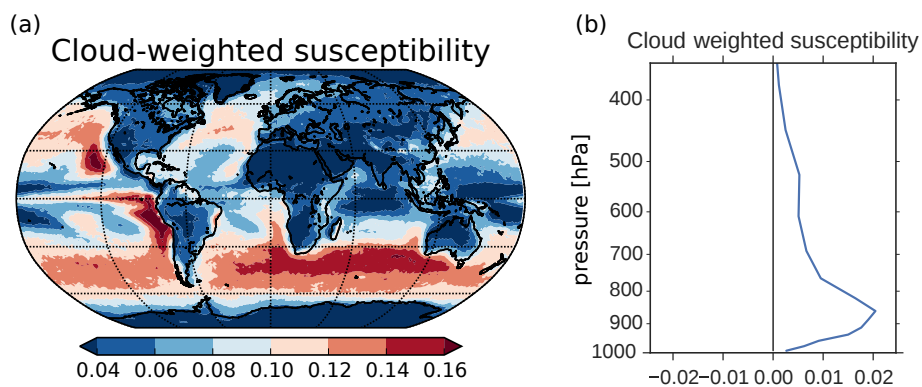 (a)
Cloud-weighted susceptibility
0.04 0.06 0.08 0.10 0.12 0.14 0.16
(b)
Cloud weighted susceptibility
pressure [hPa]
400
500
600
700
800
900
1000
−0.02 −0.01 0.00 0.01 0.02